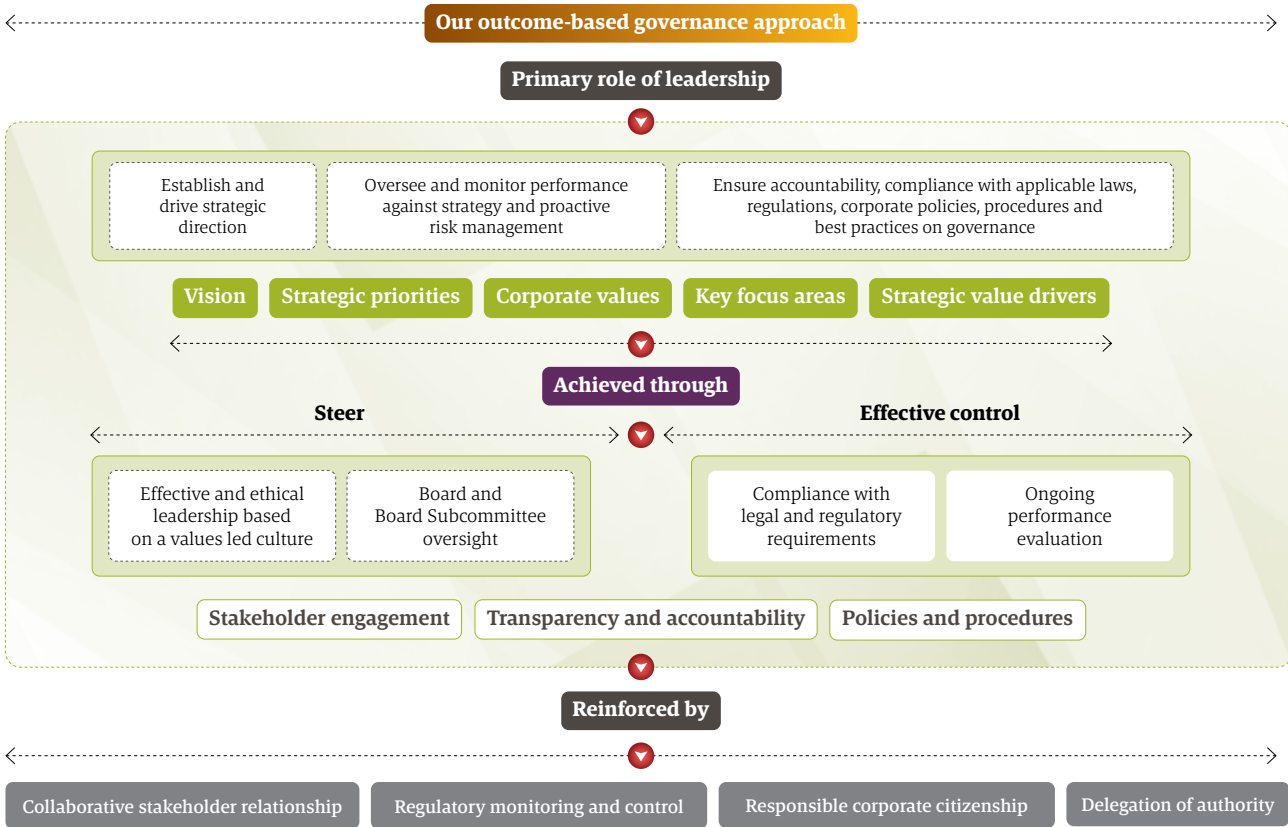 Our outcome-based governance approach
Primary role of leadership
Establish and
drive strategic
direction
Oversee and monitor performance
against strategy and proactive
risk management
Ensure accountability, compliance with applicable laws,
regulations, corporate policies, procedures and
best practices on governance
Vision
Strategic priorities
Corporate values
Key focus areas
Strategic value drivers
Achieved through
Steer
Effective control
Effective and ethical
leadership based
on a values led culture
Board and
Board Subcommittee
oversight
Compliance with
legal and regulatory
requirements
Ongoing
performance
evaluation
Stakeholder engagement
Transparency and accountability
Policies and procedures
Reinforced by
Collaborative stakeholder relationship
Regulatory monitoring and control
Responsible corporate citizenship
Delegation of authority